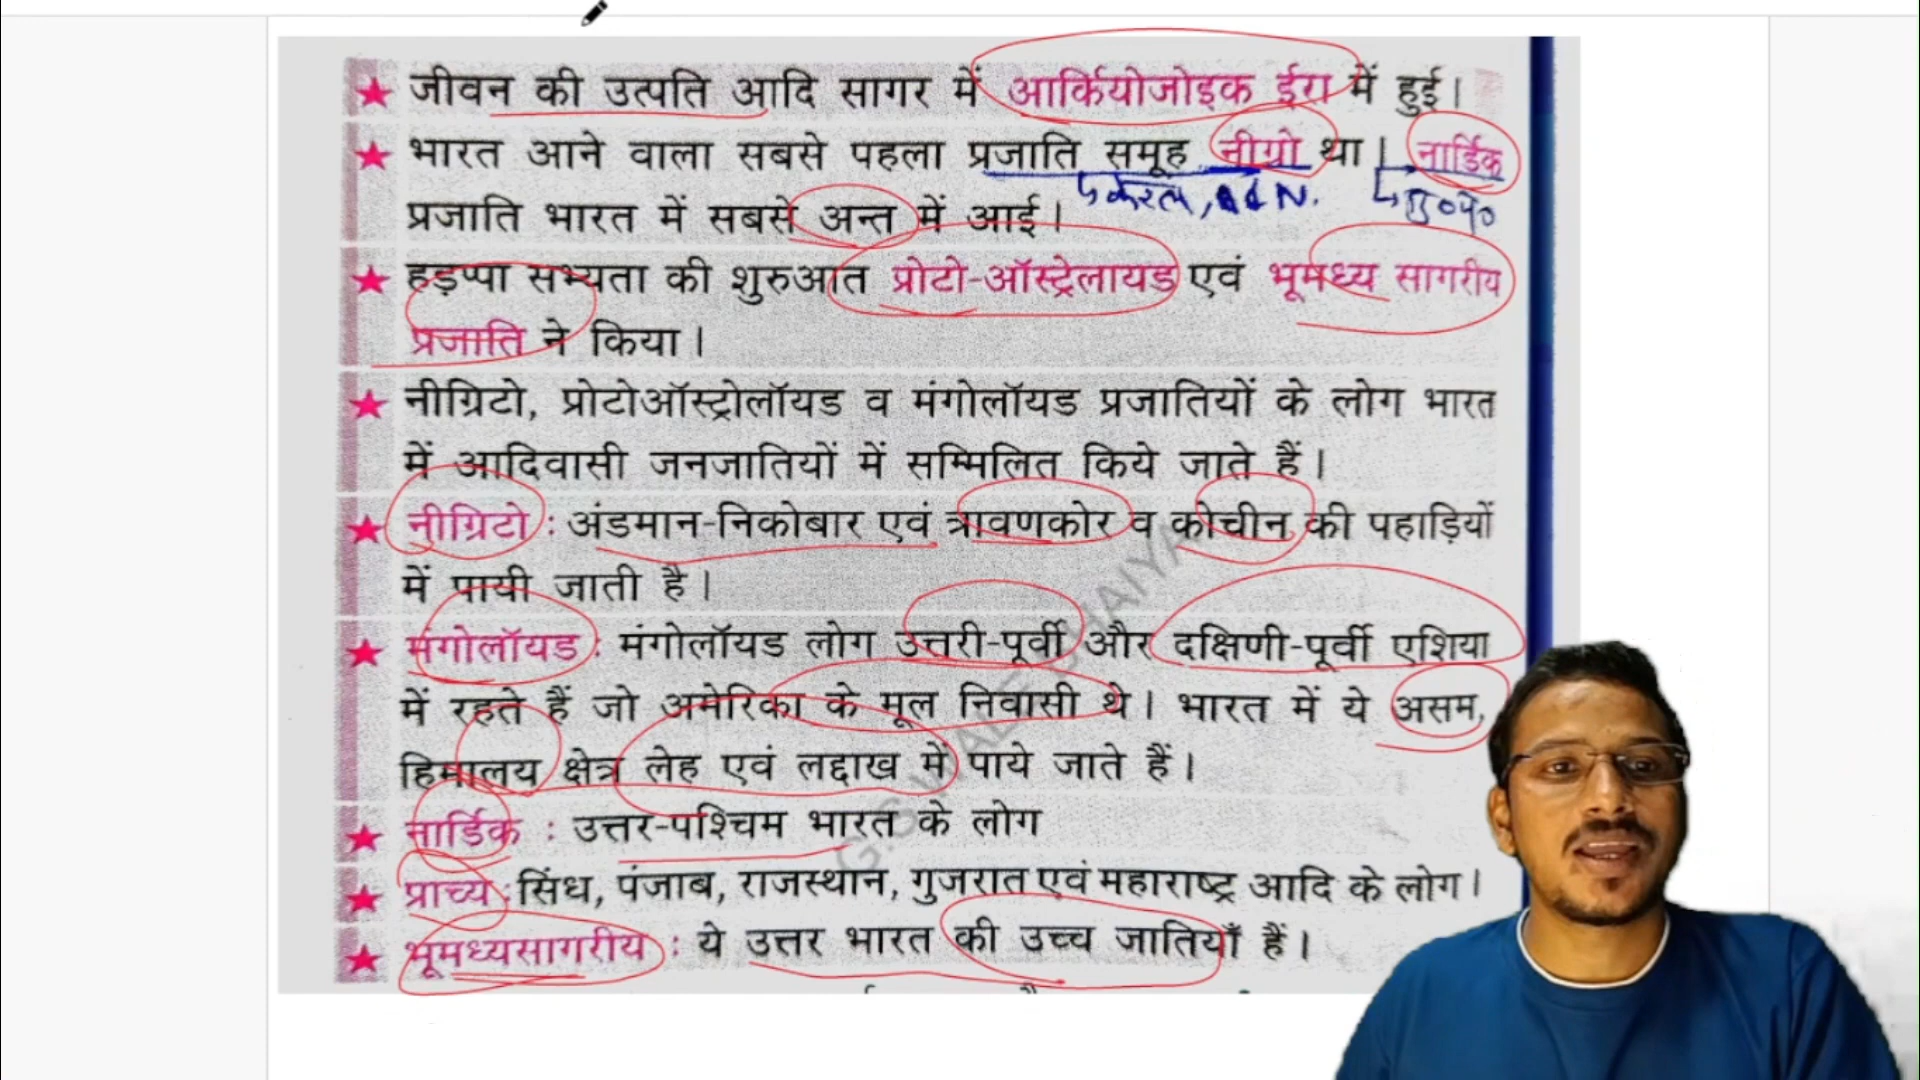 ★ जीवन की उत्पति आदि सागर में आर्कियोजोइक ईरा में हुई।
★ भारत आने वाला सबसे पहला प्रजाति समूह नीग्रो था। नार्डिक
↳ केरल, A & N.
प्रजाति भारत में सबसे अन्त में आई।
★ हड़प्पा सभ्यता की शुरुआत प्रोटो-ऑस्ट्रेलायड एवं भूमध्य सागरीय
प्रजाति ने किया।
★ नीग्रिटो, प्रोटोऑस्ट्रोलॉयड व मंगोलॉयड प्रजातियों के लोग भारत
में आदिवासी जनजातियों में सम्मिलित किये जाते हैं।
★ नीग्रिटो : अंडमान-निकोबार एवं त्रावणकोर व कोचीन की पहाड़ियों
में पायी जाती है।
★ मंगोलॉयड : मंगोलॉयड लोग उत्तरी-पूर्वी और दक्षिणी-पूर्वी एशिया
में रहते हैं जो अमेरिका के मूल निवासी थे। भारत में ये असम,
हिमालय क्षेत्र लेह एवं लद्दाख में पाये जाते हैं।
★ नार्डिक : उत्तर-पश्चिम भारत के लोग
★ प्राच्य : सिंध, पंजाब, राजस्थान, गुजरात एवं महाराष्ट्र आदि के लोग।
★ भूमध्यसागरीय : ये उत्तर भारत की उच्च जातियाँ हैं।